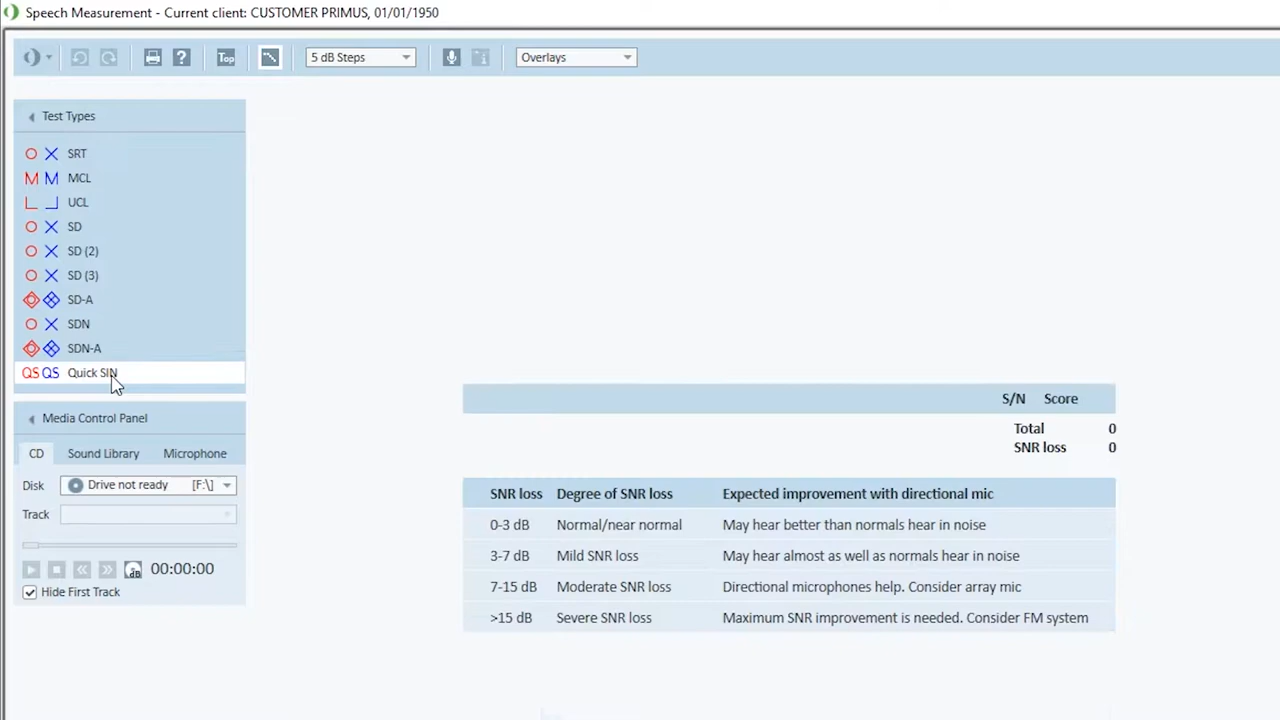 Speech Measurement - Current client: CUSTOMER PRIMUS, 01/01/1950
Top 5 dB Steps Overlays
Test Types
SRT
M M MCL
UCL
SD
SD (2)
SD (3)
SD-A
SDN
SDN-A
QS QS Quick SIN
Media Control Panel
CD Sound Library Microphone
Disk Drive not ready [F:\]
Track
dB 00:00:00
Hide First Track
S/N Score
Total 0
SNR loss 0
SNR loss Degree of SNR loss Expected improvement with directional mic
0-3 dB Normal/near normal May hear better than normals hear in noise
3-7 dB Mild SNR loss May hear almost as well as normals hear in noise
7-15 dB Moderate SNR loss Directional microphones help. Consider array mic
>15 dB Severe SNR loss Maximum SNR improvement is needed. Consider FM system